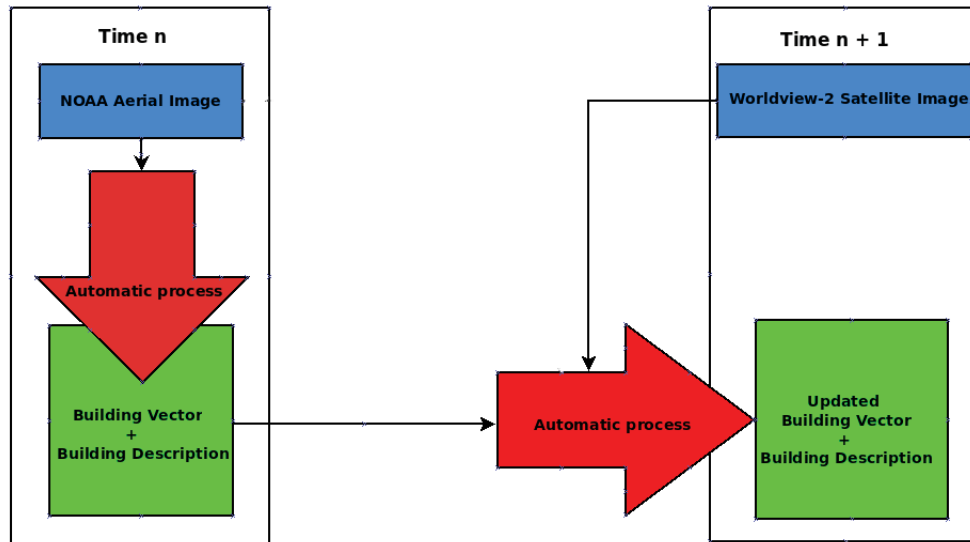 Time n
NOAA Aerial Image
Automatic process
Building Vector
+
Building Description
Time n + 1
Worldview-2 Satellite Image
Automatic process
Updated
Building Vector
+
Building Description